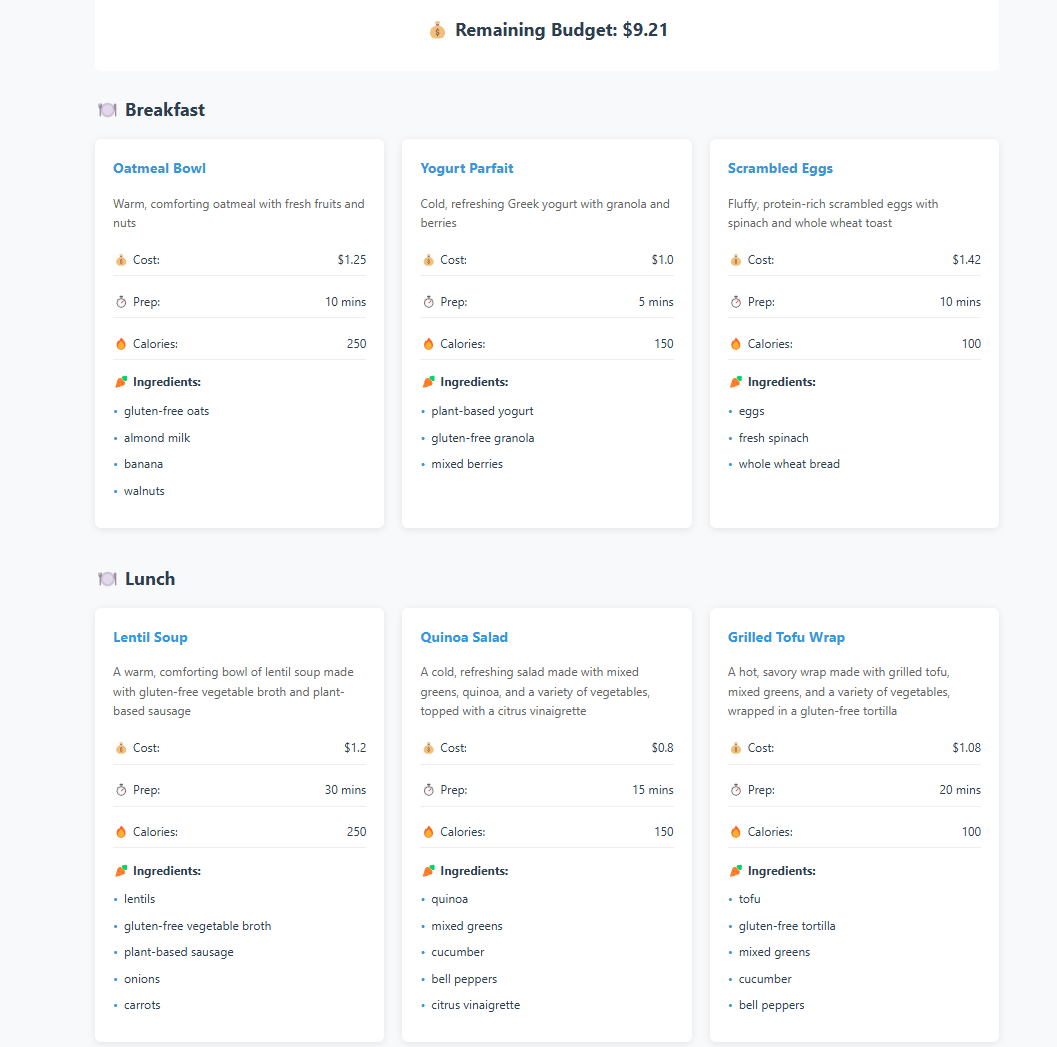 Remaining Budget: $9.21
Breakfast
Oatmeal Bowl
Warm, comforting oatmeal with fresh fruits and
nuts
Cost: $1.25
Prep: 10 mins
Calories: 250
Ingredients:
• gluten-free oats
• almond milk
• banana
• walnuts
Yogurt Parfait
Cold, refreshing Greek yogurt with granola and
berries
Cost: $1.0
Prep: 5 mins
Calories: 150
Ingredients:
• plant-based yogurt
• gluten-free granola
• mixed berries
Scrambled Eggs
Fluffy, protein-rich scrambled eggs with
spinach and whole wheat toast
Cost: $1.42
Prep: 10 mins
Calories: 100
Ingredients:
• eggs
• fresh spinach
• whole wheat bread
Lunch
Lentil Soup
A warm, comforting bowl of lentil soup made
with gluten-free vegetable broth and plant-
based sausage
Cost: $1.2
Prep: 30 mins
Calories: 250
Ingredients:
• lentils
• gluten-free vegetable broth
• plant-based sausage
• onions
• carrots
Quinoa Salad
A cold, refreshing salad made with mixed
greens, quinoa, and a variety of vegetables,
topped with a citrus vinaigrette
Cost: $0.8
Prep: 15 mins
Calories: 150
Ingredients:
• quinoa
• mixed greens
• cucumber
• bell peppers
• citrus vinaigrette
Grilled Tofu Wrap
A hot, savory wrap made with grilled tofu,
mixed greens, and a variety of vegetables,
wrapped in a gluten-free tortilla
Cost: $1.08
Prep: 20 mins
Calories: 100
Ingredients:
• tofu
• gluten-free tortilla
• mixed greens
• cucumber
• bell peppers